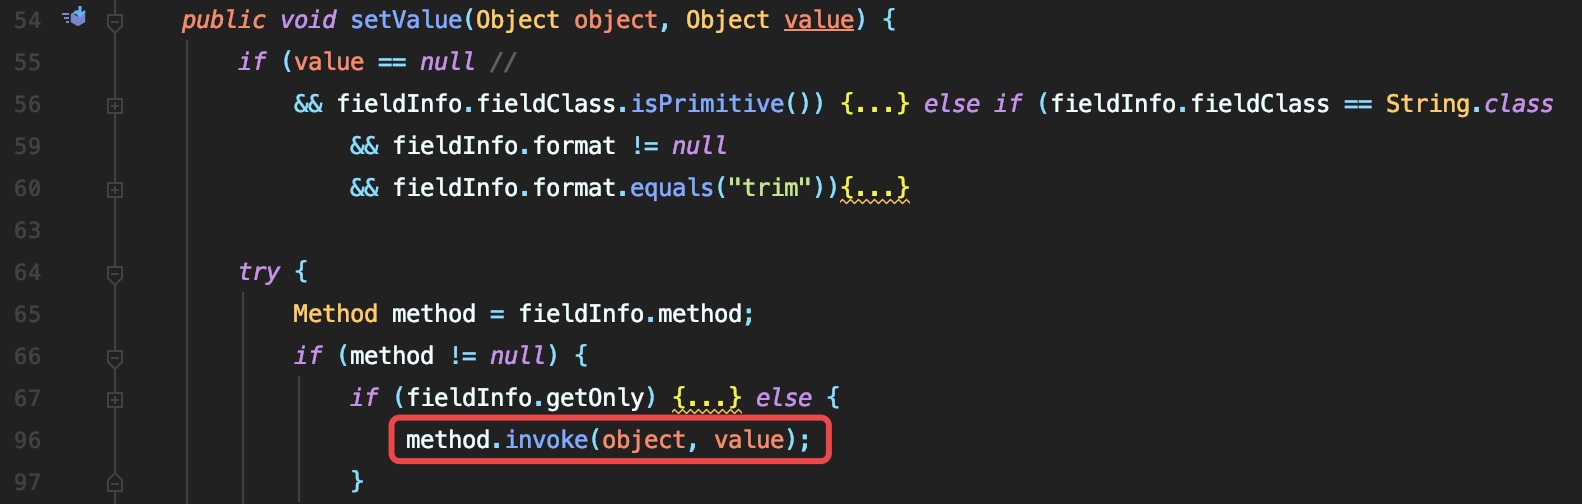 54 public void setValue(Object object, Object value) {
55 if (value == null //
56 && fieldInfo.fieldClass.isPrimitive()) {...} else if (fieldInfo.fieldClass == String.class
59 && fieldInfo.format != null
60 && fieldInfo.format.equals("trim")){...}
63
64 try {
65 Method method = fieldInfo.method;
66 if (method != null) {
67 if (fieldInfo.getOnly) {...} else {
96 method.invoke(object, value);
97 }